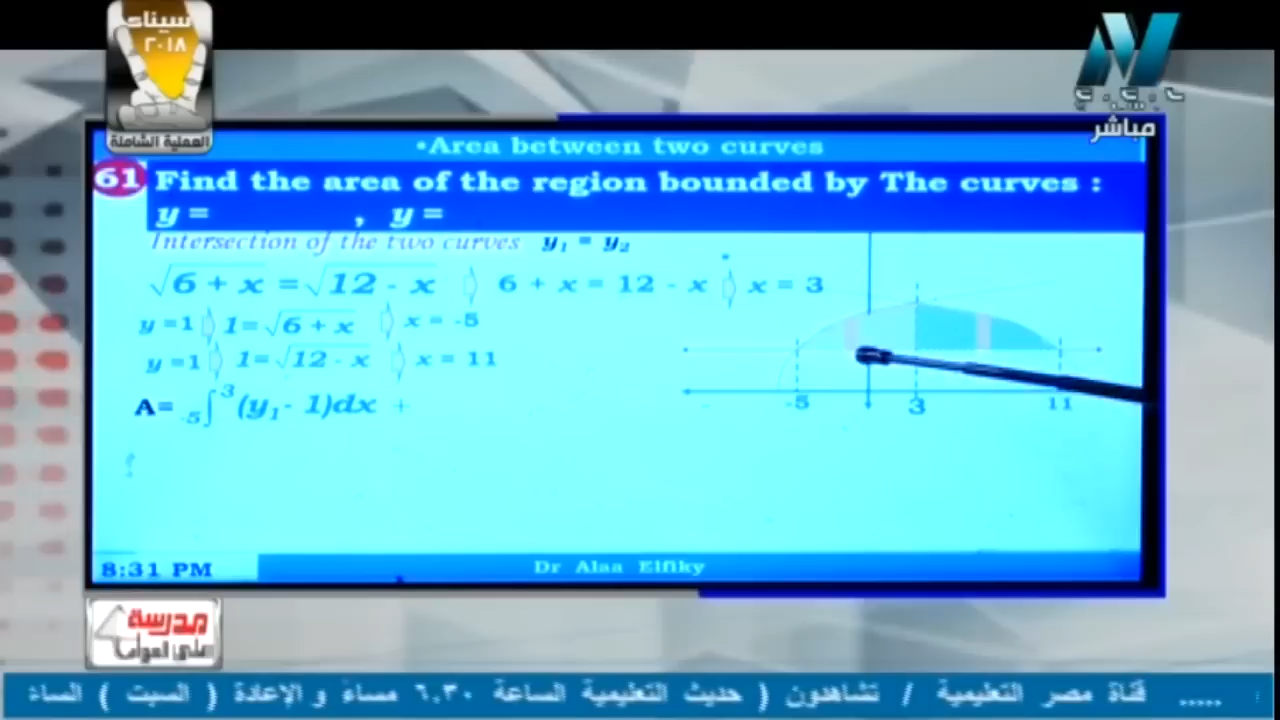 سيناء
٢٠١٨
العملية الشاملة
مباشر
•Area between two curves
61 Find the area of the region bounded by The curves :
y = , y =
Intersection of the two curves y₁ = y₂
√6 + x = √12 - x ⇨ 6 + x = 12 - x ⇨ x = 3
y =1 ⇨ 1= √6 + x ⇨ x = -5
y =1 ⇨ 1= √12 - x ⇨ x = 11
A= ₋₅∫³ (y₁- 1)dx +
-5 3 11
8:31 PM
Dr Alaa Elfiky
مدرسة
على الهواء
قناة مصر التعليمية / تشاهدون ( حديث التعليمية الساعة ٦.٣٠ مساءً و الإعادة ( السبت ) الساعة